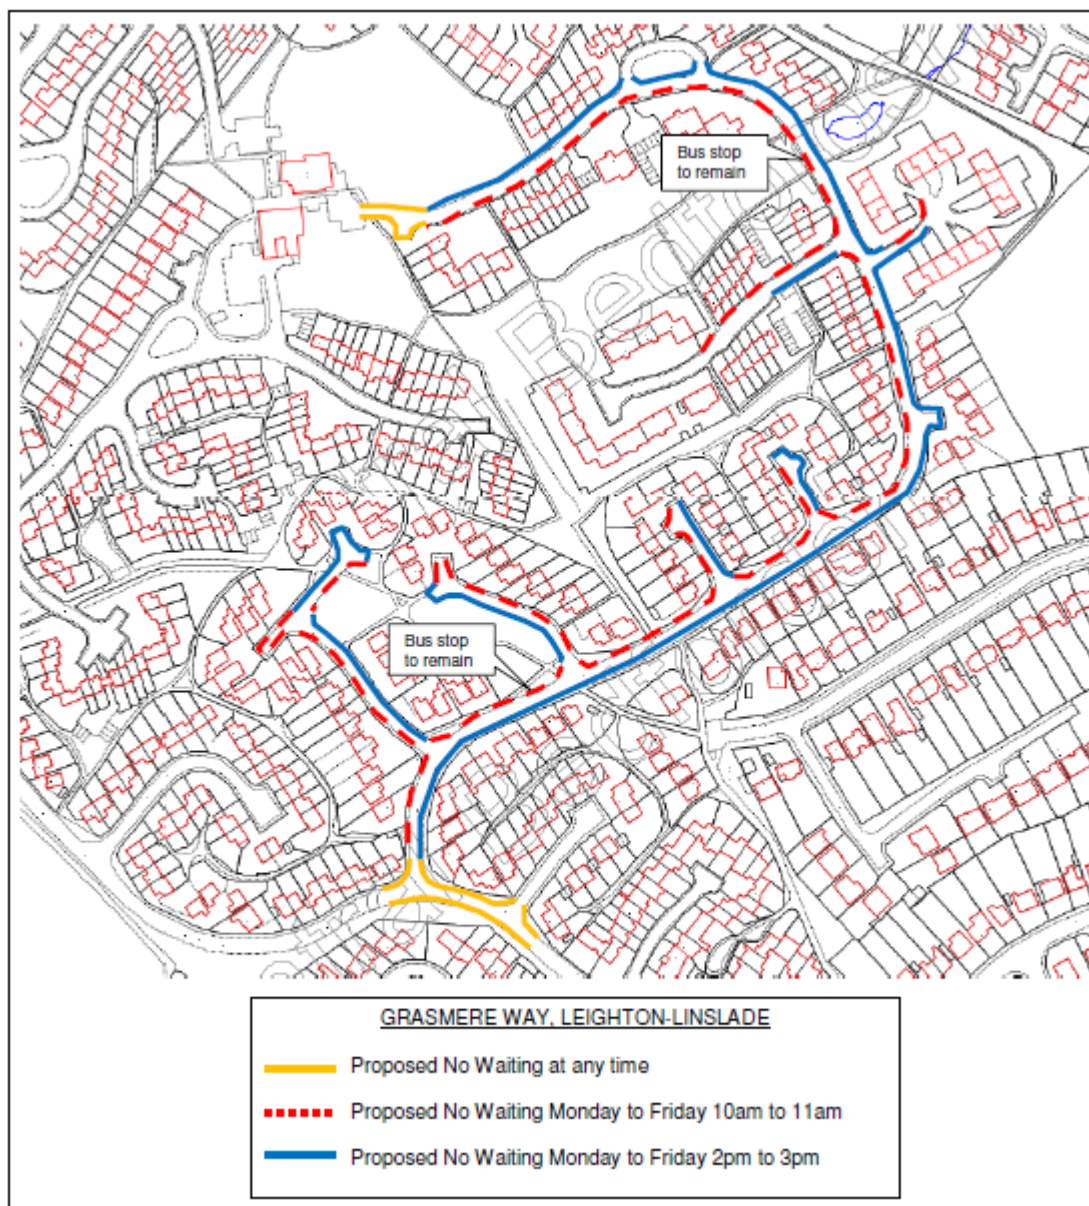 Bus stop
to remain
Bus stop
to remain
GRASMERE WAY, LEIGHTON-LINSLADE
Proposed No Waiting at any time
Proposed No Waiting Monday to Friday 10am to 11am
Proposed No Waiting Monday to Friday 2pm to 3pm